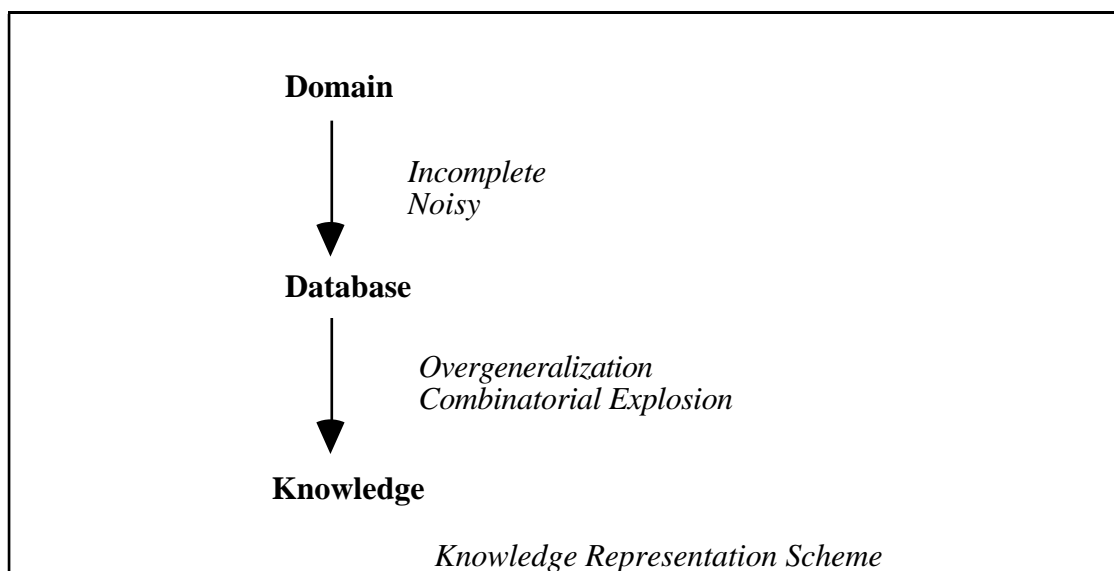 Domain
Incomplete
Noisy
Database
Overgeneralization
Combinatorial Explosion
Knowledge
Knowledge Representation Scheme